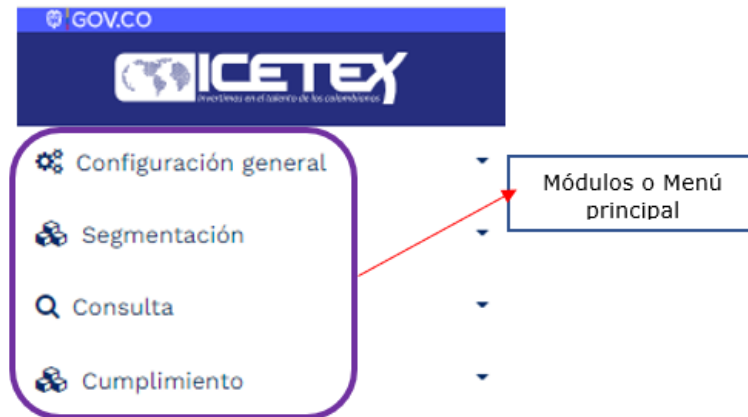 GOV.CO
ICETEX
Invertimos en el talento de los colombianos
Configuración general
Módulos o Menú
principal
Segmentación
Consulta
Cumplimiento